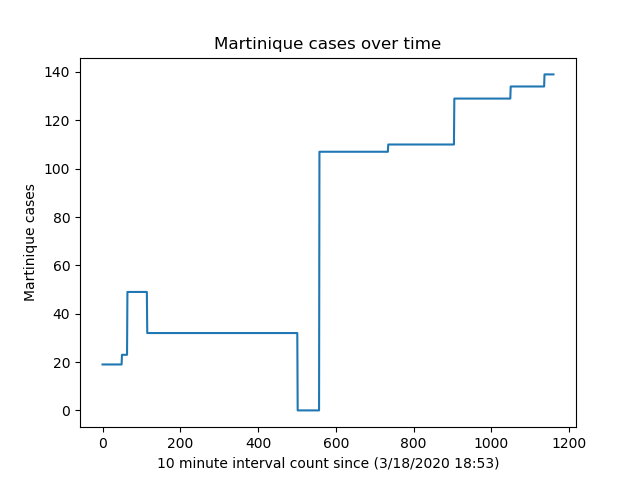 Martinique cases over time
140
120
100
80
60
40
20
0
Martinique cases
0 200 400 600 800 1000 1200
10 minute interval count since (3/18/2020 18:53)